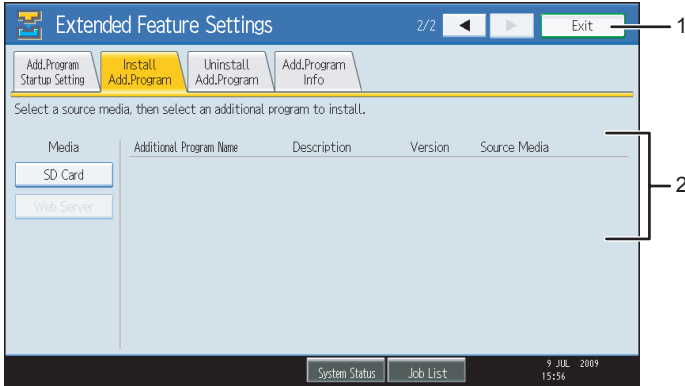 Extended Feature Settings 2/2 ◄ ► Exit 1
Add.Program
Startup Setting
Install
Add.Program
Uninstall
Add.Program
Add.Program
Info
Select a source media, then select an additional program to install.
Media Additional Program Name Description Version Source Media
SD Card
2
Web Server
System Status Job List
9 JUL 2009
15:56